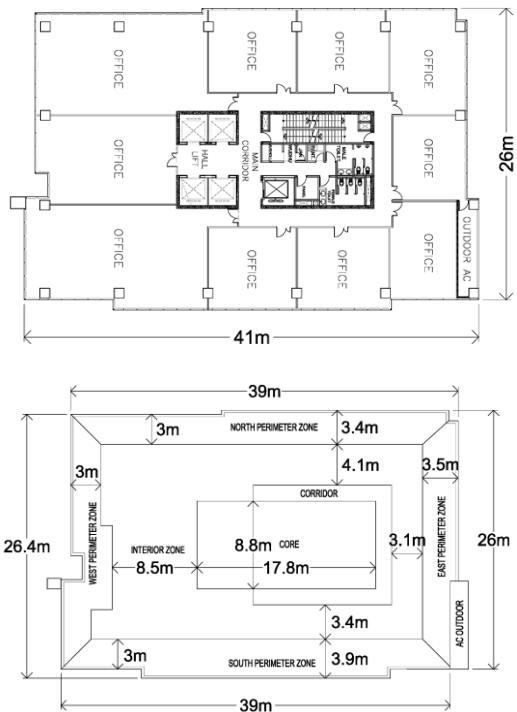 OFFICE
OFFICE
OFFICE
OFFICE
OFFICE
OFFICE
HALL
LIFT
MAIN
CORRIDOR
MALE
TOILET
OFFICE
OFFICE
OFFICE
OFFICE
OFFICE
OUTDOOR AC
26m
41m
39m
3m
NORTH PERIMETER ZONE
3.4m
3m
4.1m
3.5m
CORRIDOR
WEST PERIMETER ZONE
EAST PERIMETER ZONE
26.4m
INTERIOR ZONE
8.8m
CORE
3.1m
26m
8.5m
17.8m
3.4m
AC OUTDOOR
3m
SOUTH PERIMETER ZONE
3.9m
39m